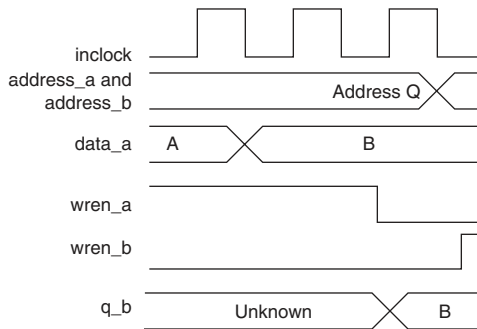 inclock
address_a and
address_b
Address Q
data_a
A
B
wren_a
wren_b
q_b
Unknown
B